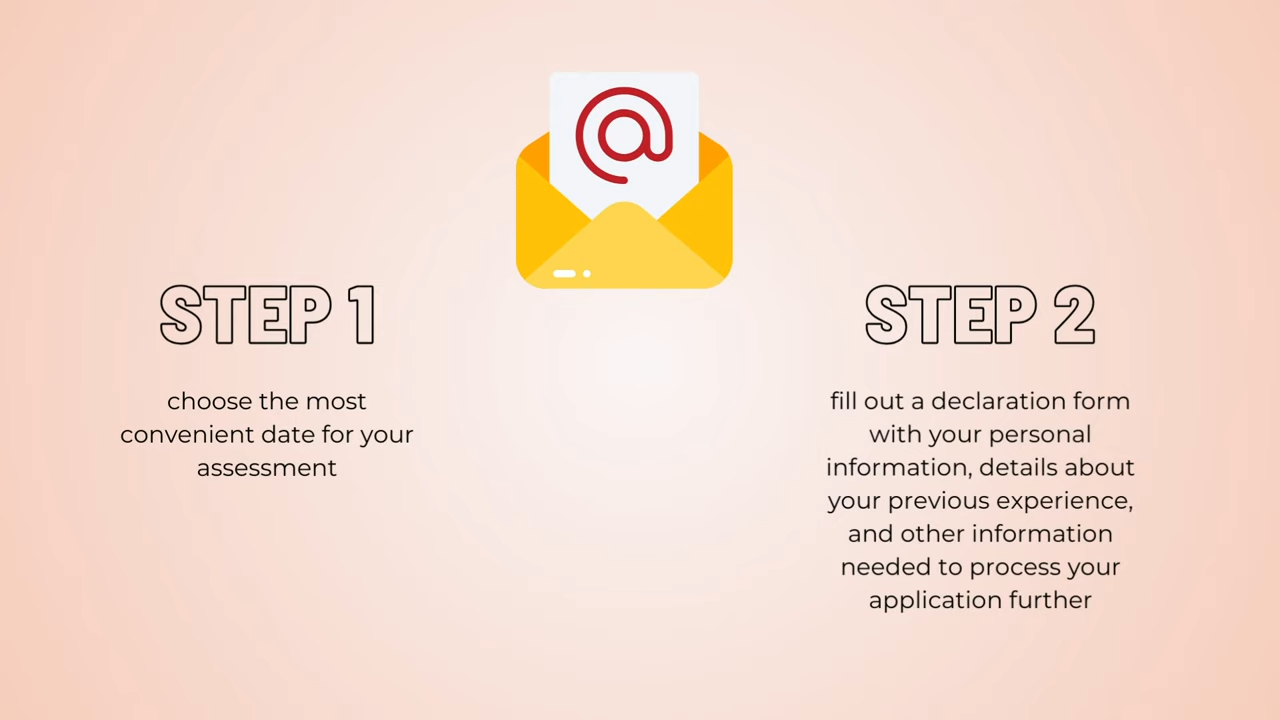 @
STEP 1
choose the most
convenient date for your
assessment
STEP 2
fill out a declaration form
with your personal
information, details about
your previous experience,
and other information
needed to process your
application further